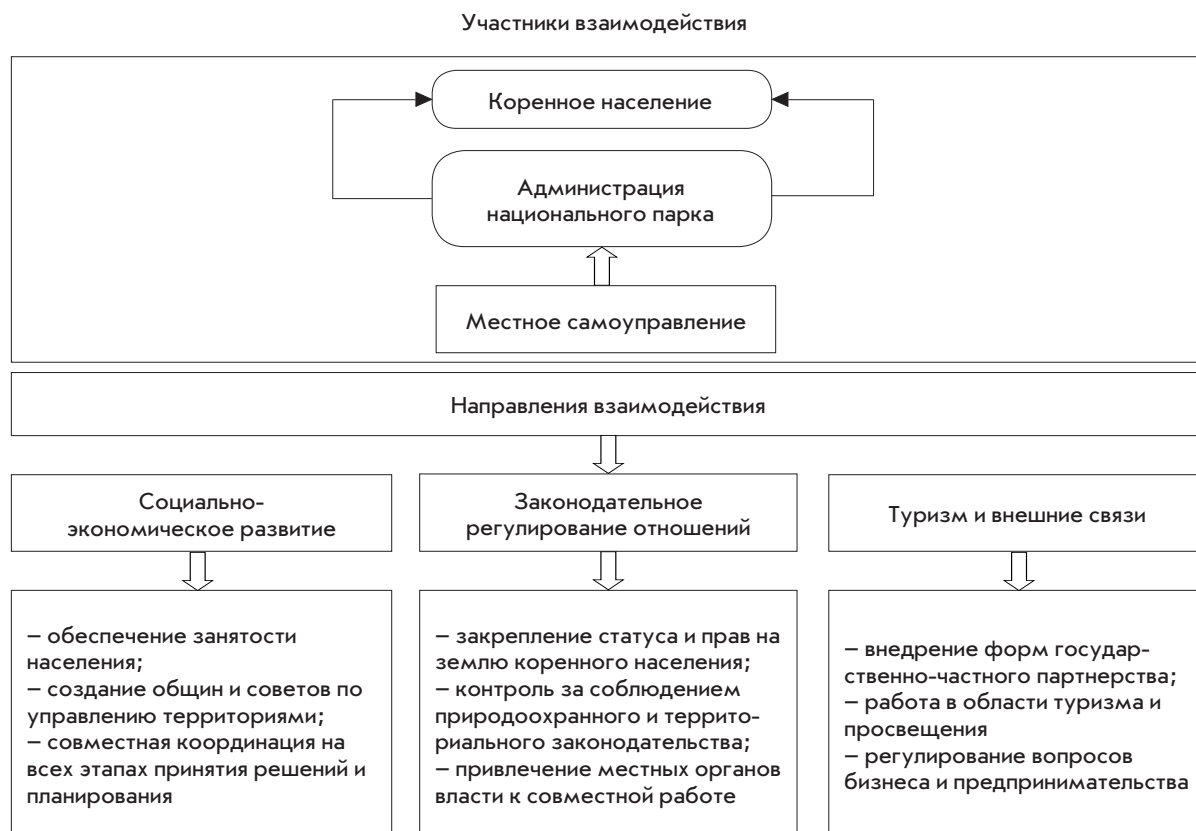 Участники взаимодействия
Коренное население
Администрация
национального парка
Местное самоуправление
Направления взаимодействия
Социально-
экономическое развитие
– обеспечение занятости
населения;
– создание общин и советов по
управлению территориями;
– совместная координация на
всех этапах принятия решений и
планирования
Законодательное
регулирование отношений
– закрепление статуса и прав на
землю коренного населения;
– контроль за соблюдением
природоохранного и террито-
риального законодательства;
– привлечение местных органов
власти к совместной работе
Туризм и внешние связи
– внедрение форм государ-
ственно-частного партнерства;
– работа в области туризма и
просвещения
– регулирование вопросов
бизнеса и предпринимательства